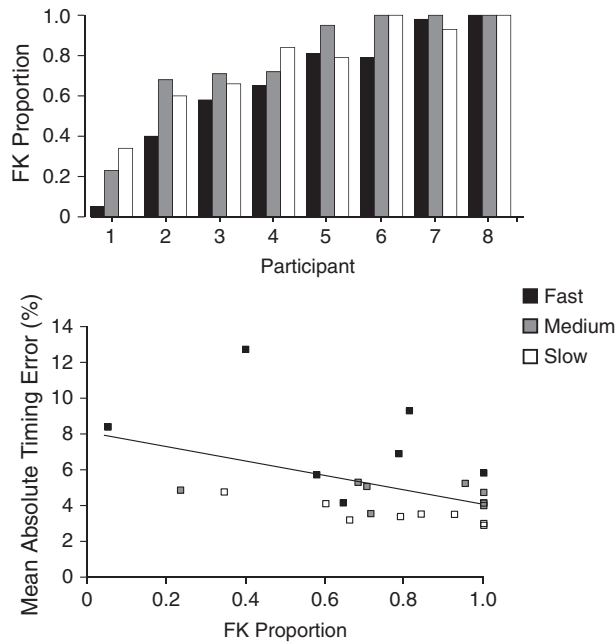 1.0
0.8
0.6
0.4
0.2
0
FK Proportion
1 2 3 4 5 6 7 8
Participant
Fast
Medium
Slow
14
12
10
8
6
4
2
0
Mean Absolute Timing Error (%)
0 0.2 0.4 0.6 0.8 1.0
FK Proportion